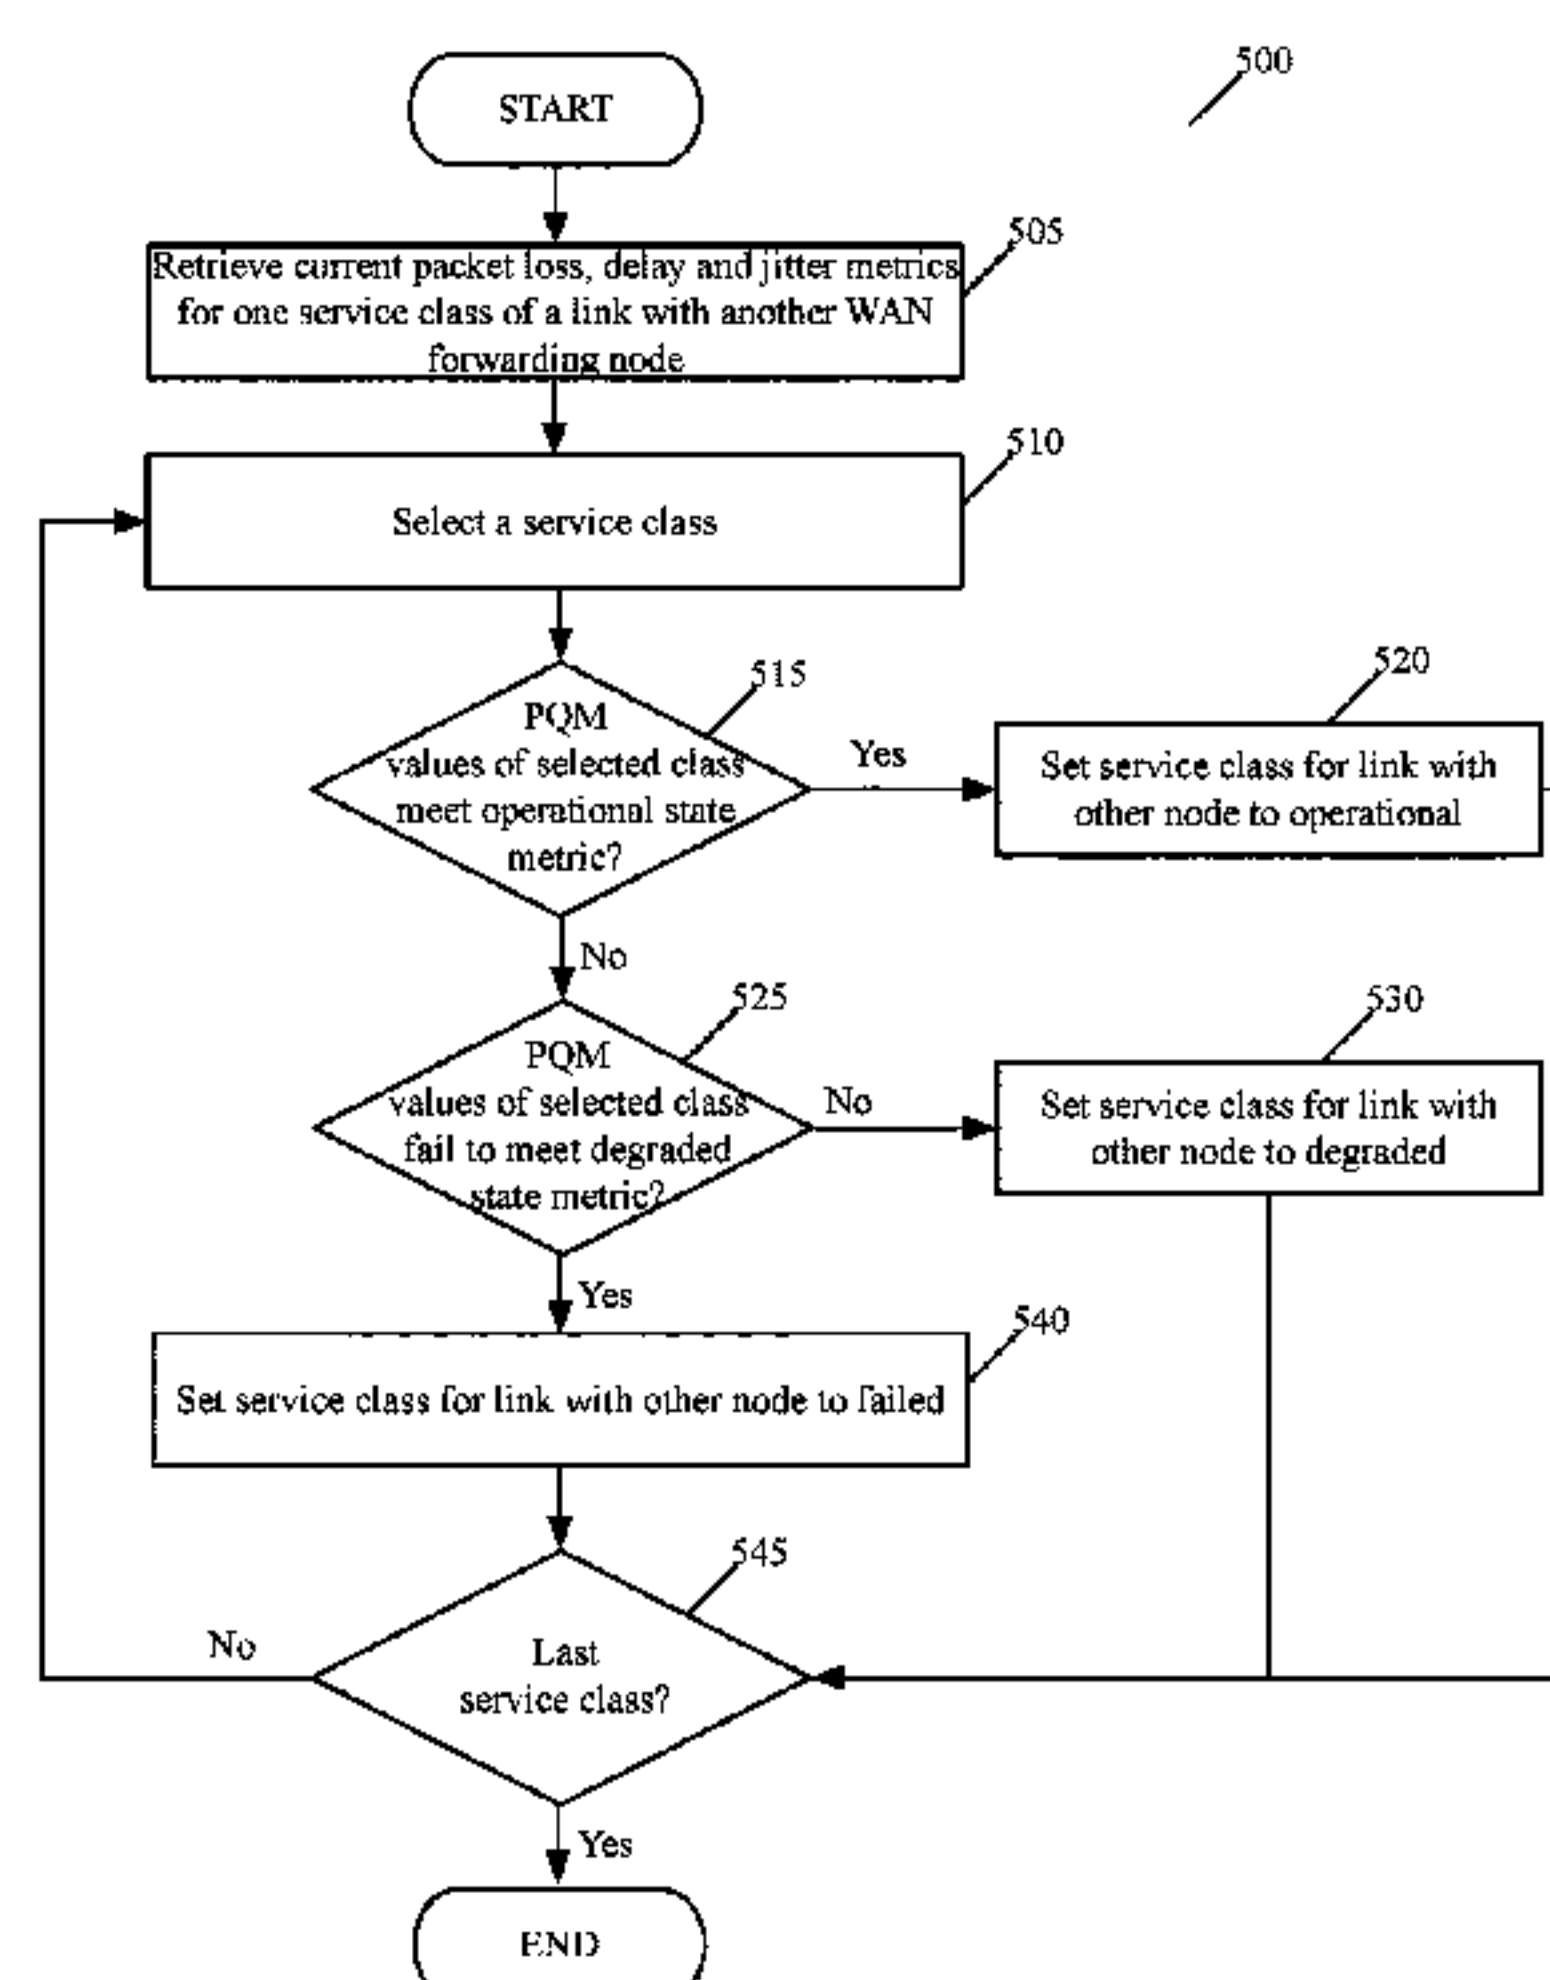 START
500
505
Retrieve current packet loss, delay and jitter metrics
for one service class of a link with another WAN
forwarding node
510
Select a service class
515
PQM
values of selected class
meet operational state
metric?
Yes
520
Set service class for link with
other node to operational
No
525
PQM
values of selected class
fail to meet degraded
state metric?
No
530
Set service class for link with
other node to degraded
Yes
540
Set service class for link with other node to failed
545
Last
service class?
No
Yes
END